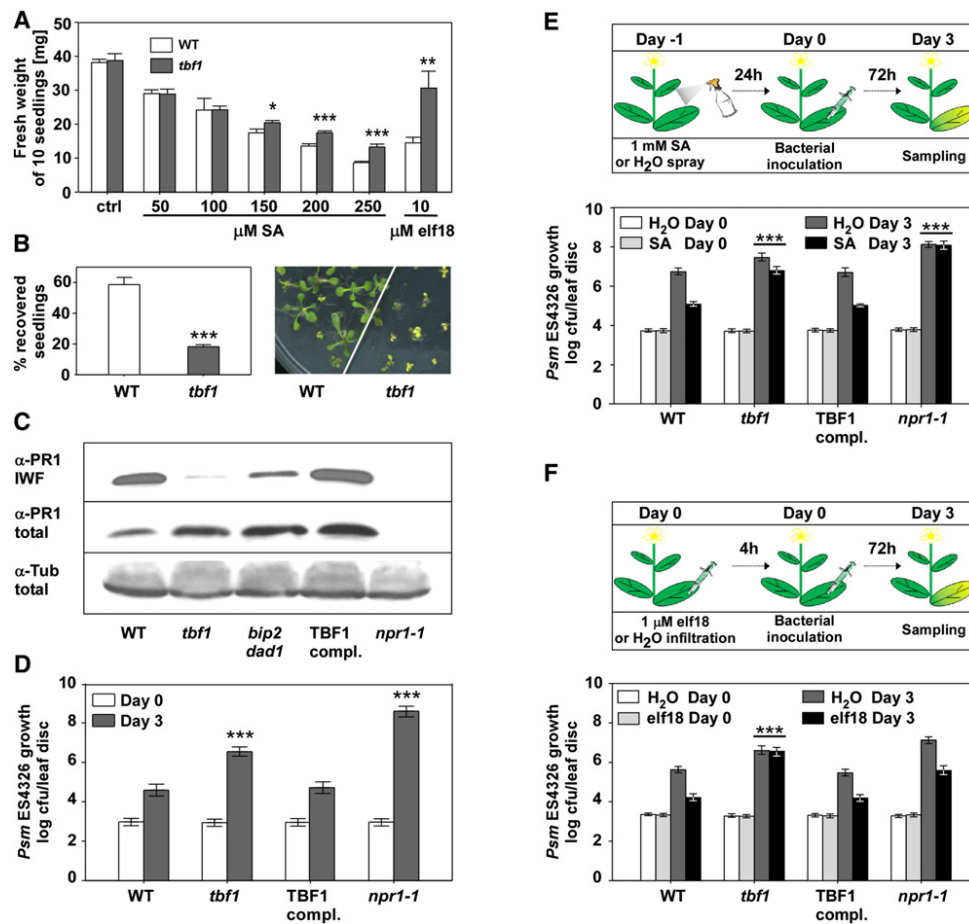 A
Fresh weight
of 10 seedlings [mg]
50
40
30
20
10
0
WT
tbf1
*
***
***
**
ctrl
50
100
150
200
250
10
μM SA
μM elf18
B
% recovered
seedlings
60
40
20
0
***
WT
tbf1
WT
tbf1
C
α-PR1
IWF
α-PR1
total
α-Tub
total
WT
tbf1
bip2
dad1
TBF1
compl.
npr1-1
D
Psm ES4326 growth
log cfu/leaf disc
10
8
6
4
2
0
Day 0
Day 3
***
***
WT
tbf1
TBF1
compl.
npr1-1
E
Day -1
Day 0
Day 3
24h
72h
1 mM SA
or H2O spray
Bacterial
inoculation
Sampling
Psm ES4326 growth
log cfu/leaf disc
10
8
6
4
2
0
H2O Day 0
H2O Day 3
SA Day 0
SA Day 3
***
***
WT
tbf1
TBF1
compl.
npr1-1
F
Day 0
Day 0
Day 3
4h
72h
1 μM elf18
or H2O infiltration
Bacterial
inoculation
Sampling
Psm ES4326 growth
log cfu/leaf disc
10
8
6
4
2
0
H2O Day 0
H2O Day 3
elf18 Day 0
elf18 Day 3
***
WT
tbf1
TBF1
compl.
npr1-1